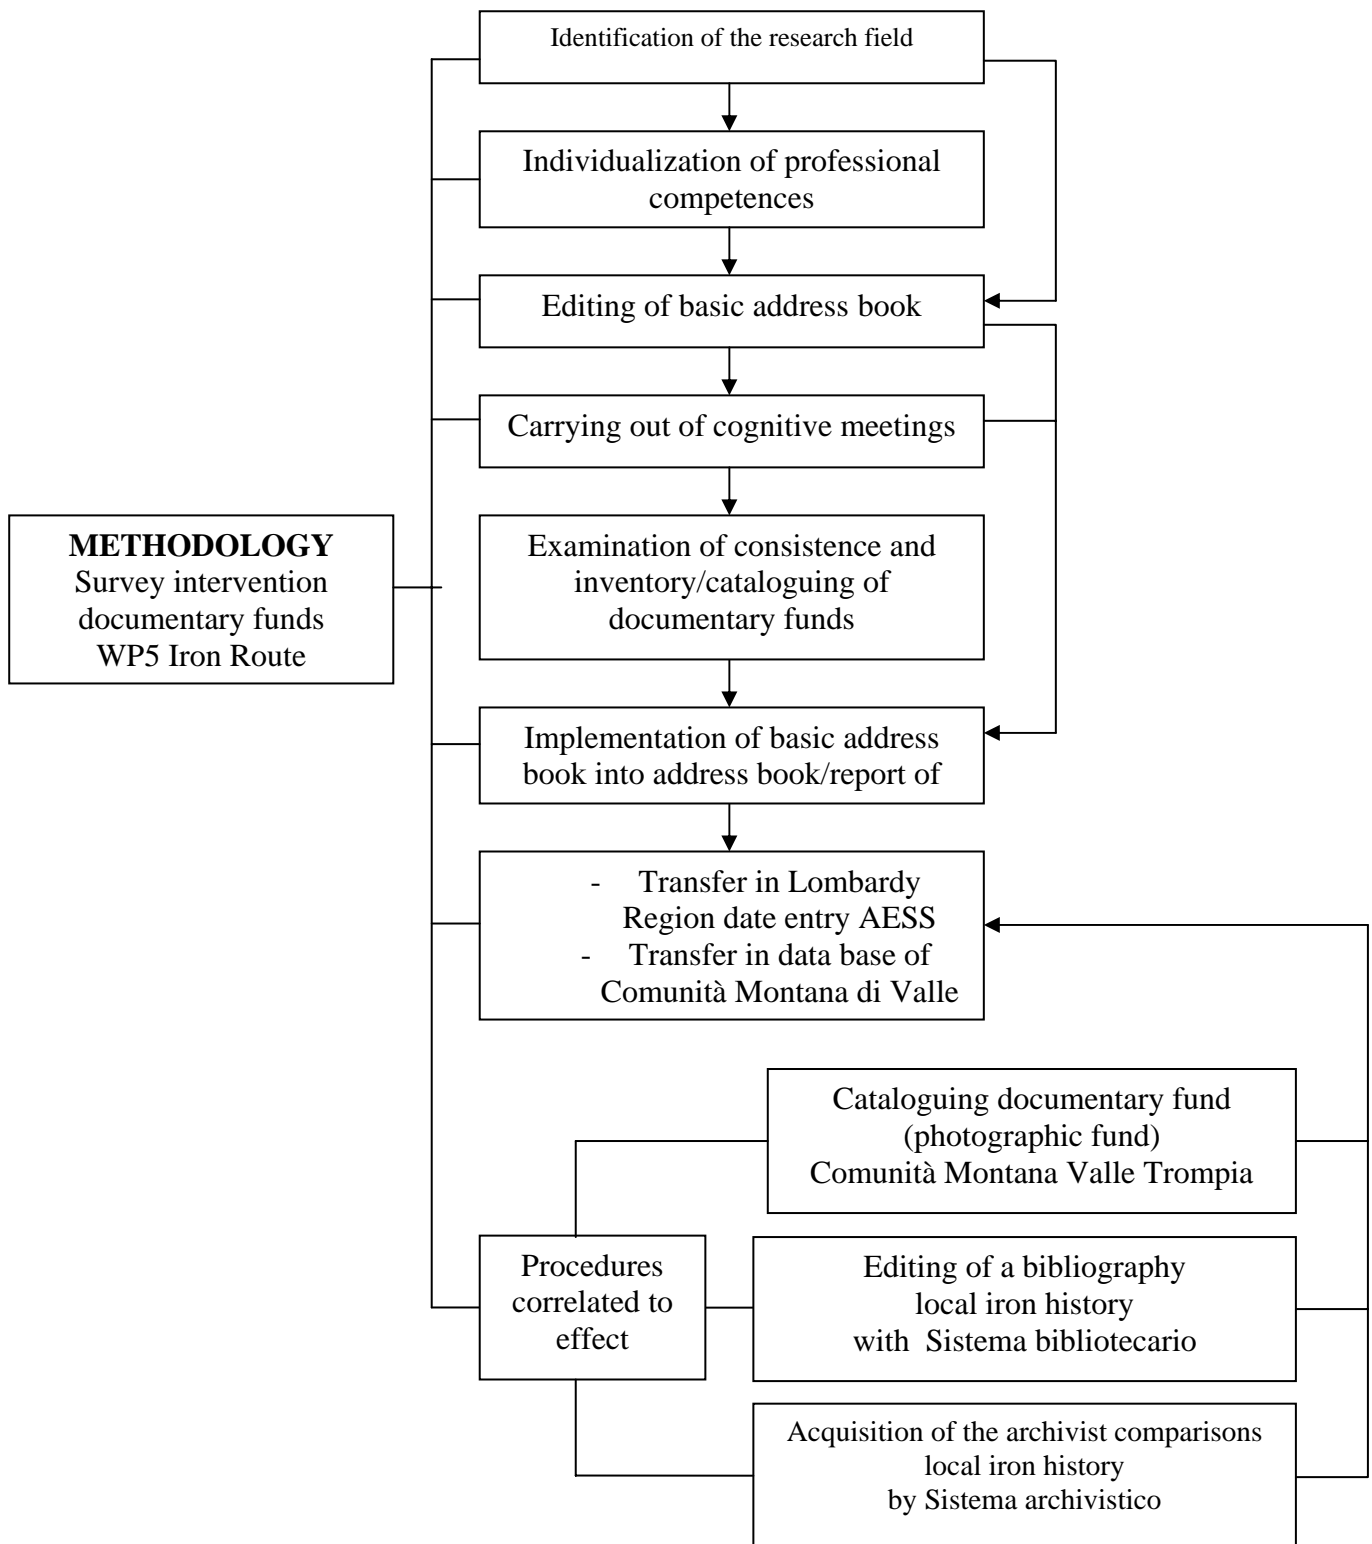 Identification of the research field
Individualization of professional
competences
Editing of basic address book
Carrying out of cognitive meetings
METHODOLOGY
Survey intervention
documentary funds
WP5 Iron Route
Examination of consistence and
inventory/cataloguing of
documentary funds
Implementation of basic address
book into address book/report of
- Transfer in Lombardy
Region date entry AESS
- Transfer in data base of
Comunità Montana di Valle
Cataloguing documentary fund
(photographic fund)
Comunità Montana Valle Trompia
Procedures
correlated to
effect
Editing of a bibliography
local iron history
with Sistema bibliotecario
Acquisition of the archivist comparisons
local iron history
by Sistema archivistico